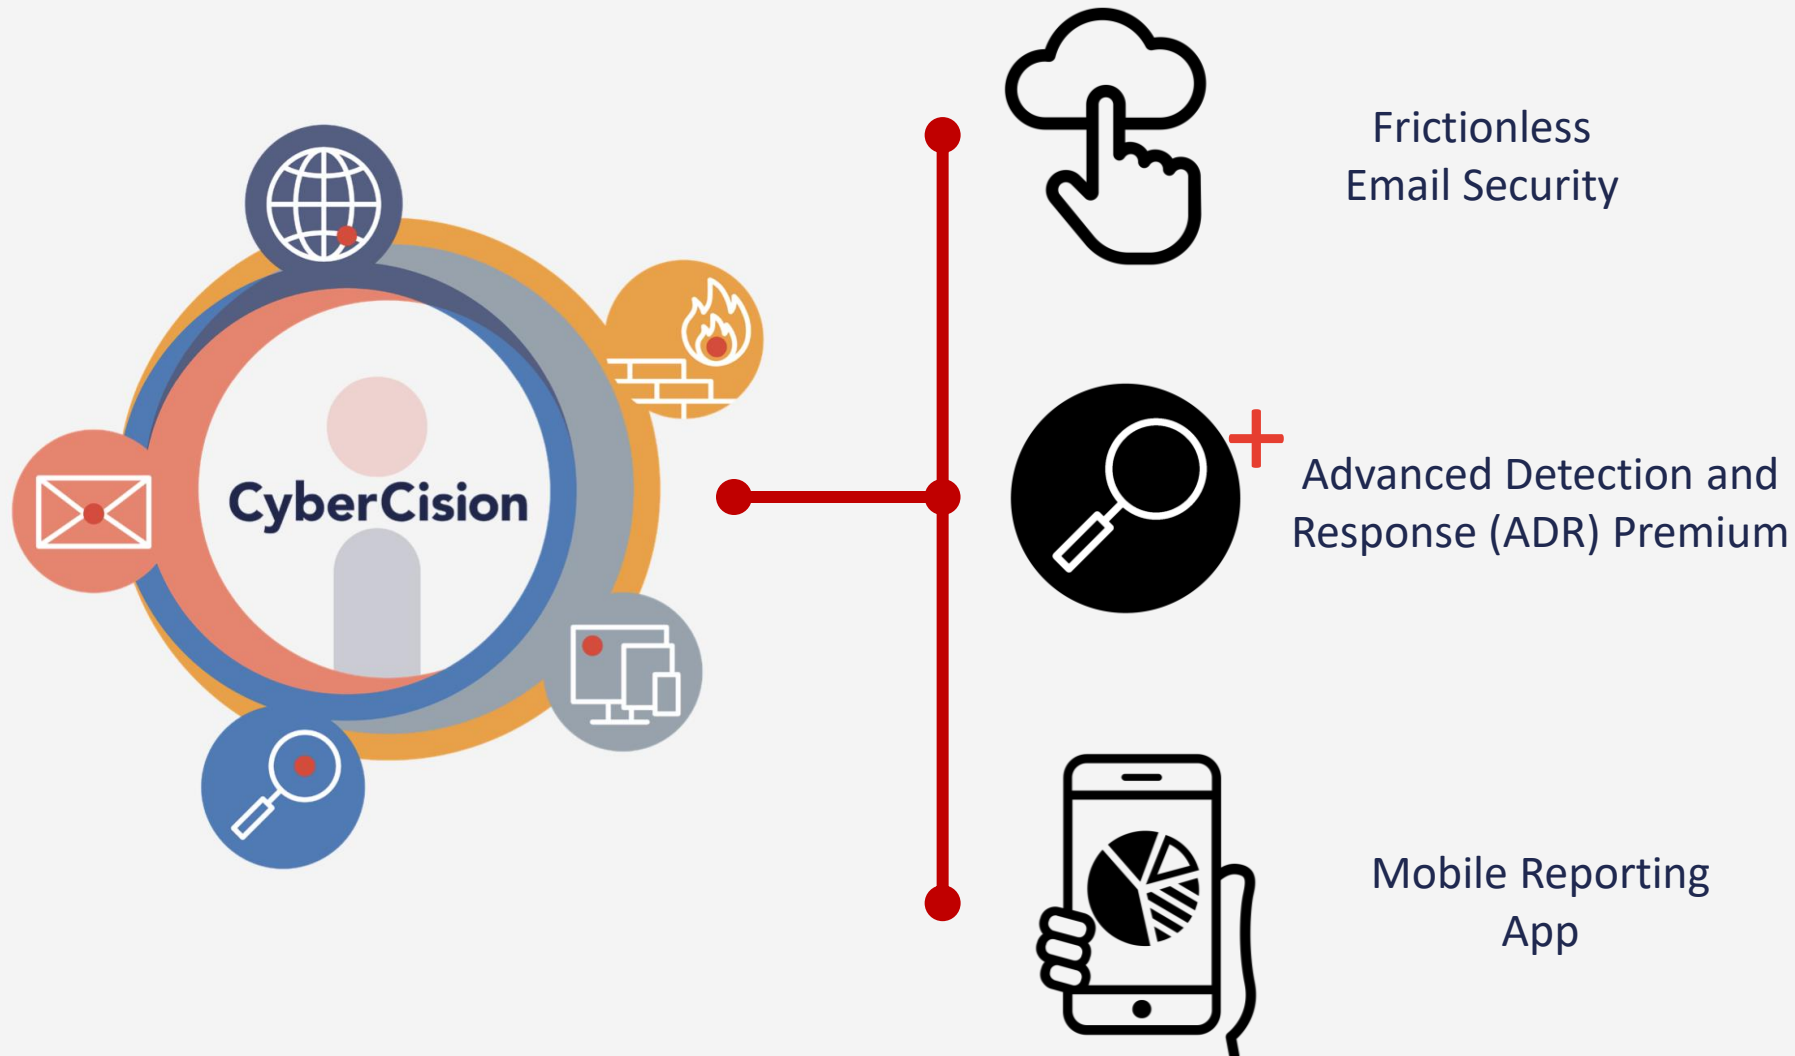 CyberCision
Frictionless
Email Security
Advanced Detection and
Response (ADR) Premium
Mobile Reporting
App